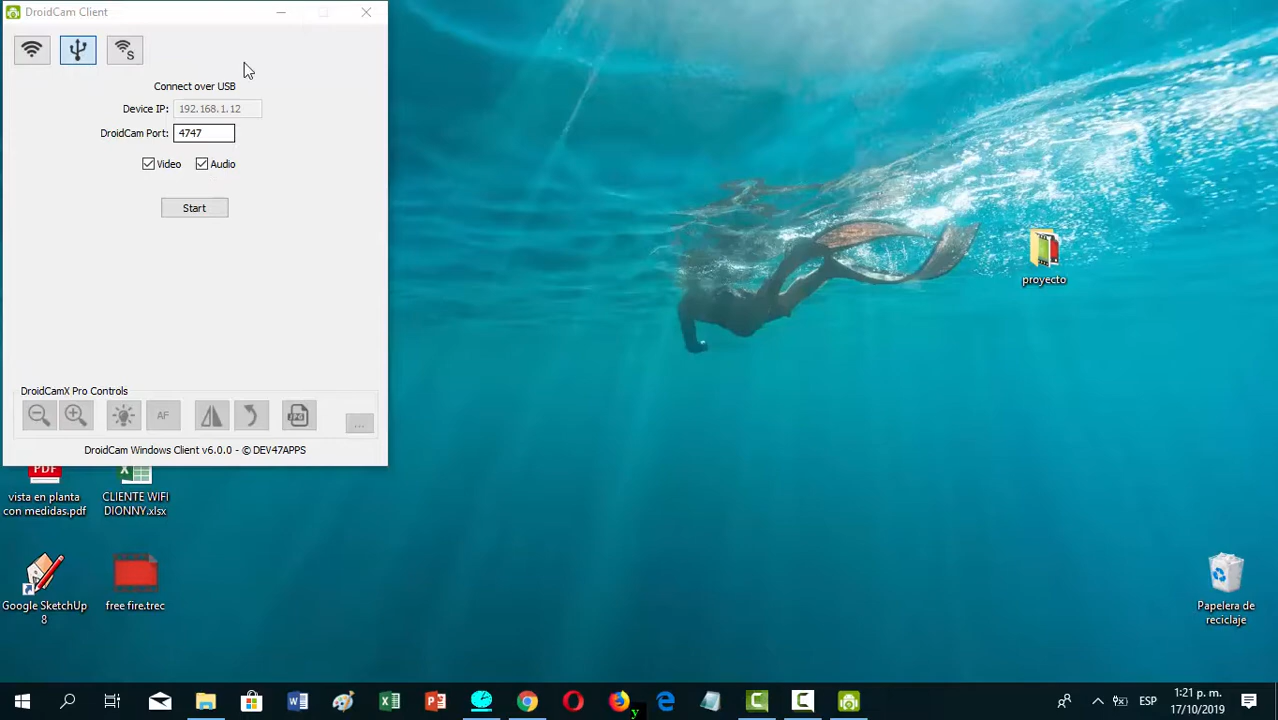 DroidCam Client
S
Connect over USB
Device IP: 192.168.1.12
DroidCam Port: 4747
Video Audio
Start
DroidCamX Pro Controls
AF JPG ...
DroidCam Windows Client v6.0.0 - © DEV47APPS
proyecto
PDF
vista en planta
con medidas.pdf
CLIENTE WIFI
DIONNY.xlsx
Google SketchUp
8
free fire.trec
Papelera de
reciclaje
y
ESP
1:21 p. m.
17/10/2019